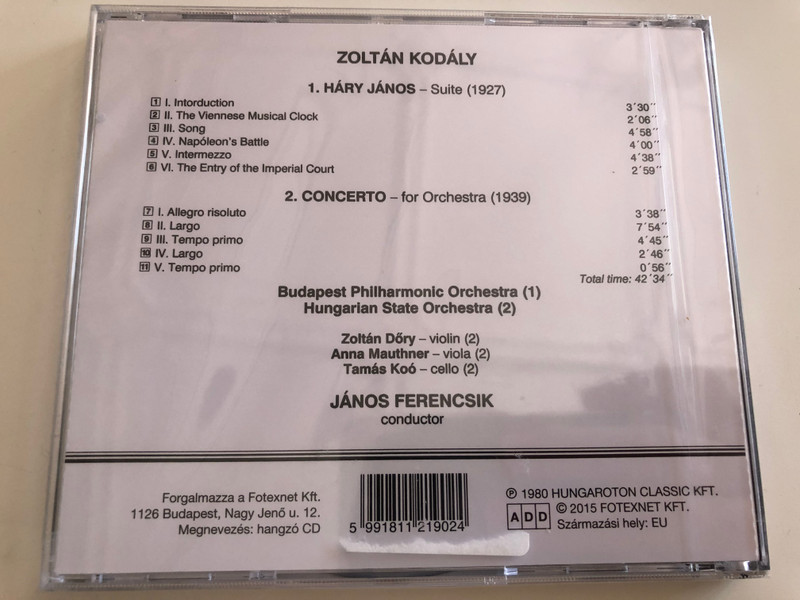 ZOLTÁN KODÁLY
1. HÁRY JÁNOS – Suite (1927)
1 I. Intorduction 3´30´´
2 II. The Viennese Musical Clock 2´06´´
3 III. Song 4´58´´
4 IV. Napóleon's Battle 4´00´´
5 V. Intermezzo 4´38´´
6 VI. The Entry of the Imperial Court 2´59´´
2. CONCERTO – for Orchestra (1939)
7 I. Allegro risoluto 3´38´´
8 II. Largo 7´54´´
9 III. Tempo primo 4´45´´
10 IV. Largo 2´46´´
11 V. Tempo primo 0´56´´
Total time: 42´34´´
Budapest Philharmonic Orchestra (1)
Hungarian State Orchestra (2)
Zoltán Dőry – violin (2)
Anna Mauthner – viola (2)
Tamás Koó – cello (2)
JÁNOS FERENCSIK
conductor
Forgalmazza a Fotexnet Kft.
1126 Budapest, Nagy Jenő u. 12.
Megnevezés: hangzó CD
5 991811 219024
℗ 1980 HUNGAROTON CLASSIC KFT.
ADD © 2015 FOTEXNET KFT.
Származási hely: EU